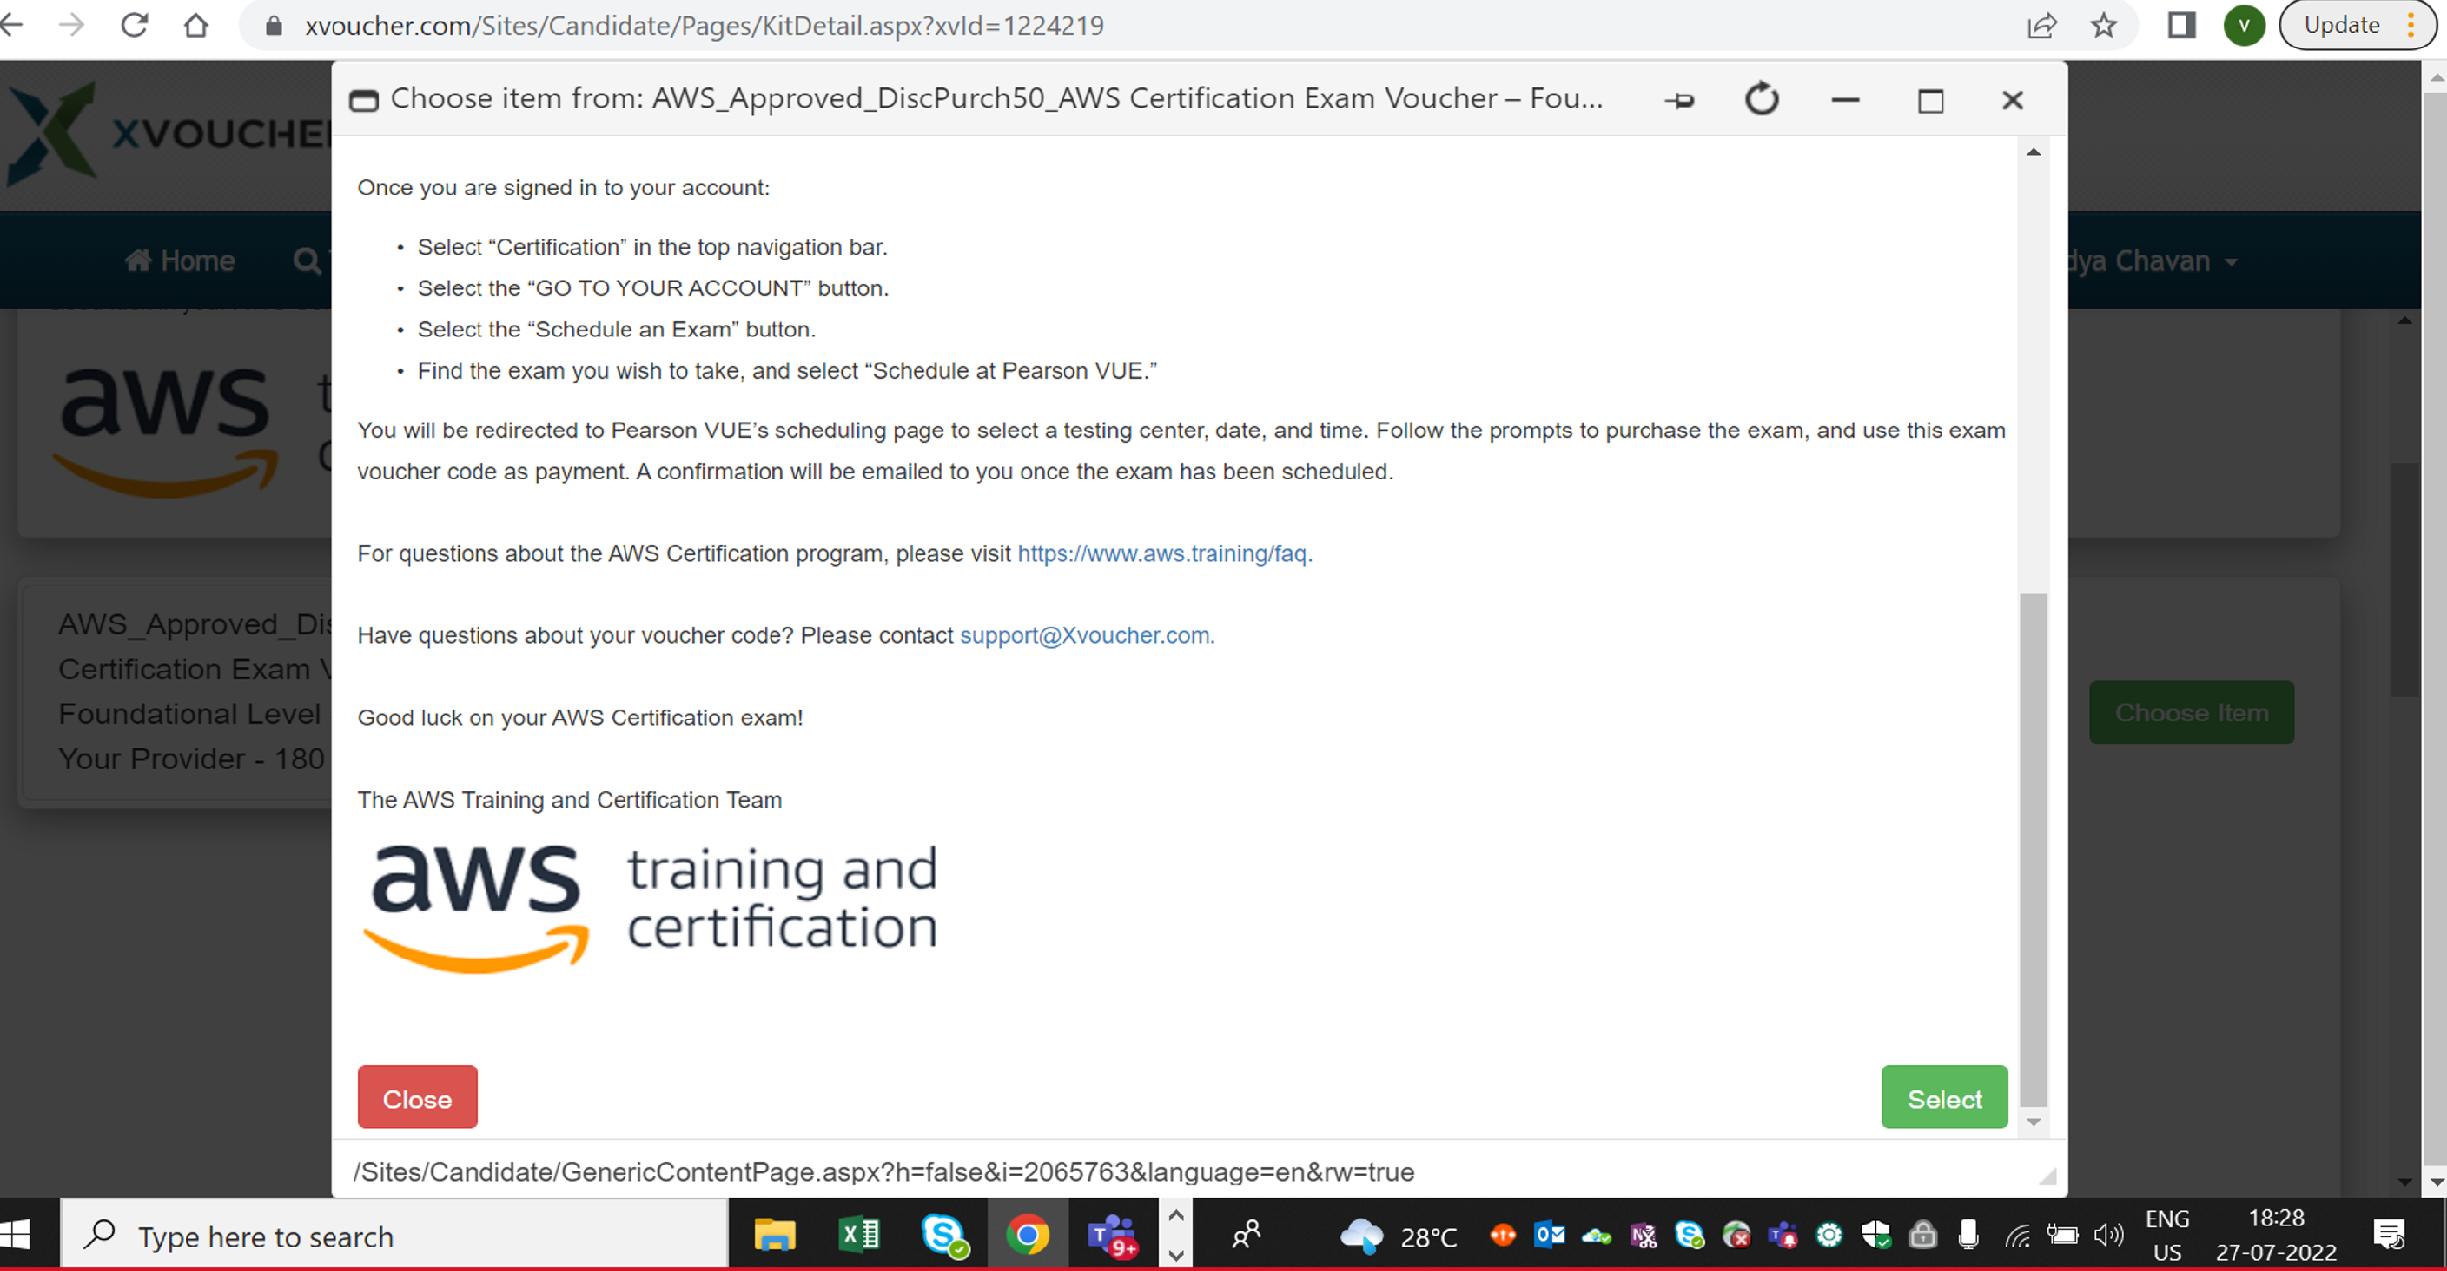 xvoucher.com/Sites/Candidate/Pages/KitDetail.aspx?xvId=1224219
V
Update
XVOUCHER
Choose item from: AWS_Approved_DiscPurch50_AWS Certification Exam Voucher – Fou...
Home
dya Chavan
Once you are signed in to your account:
• Select “Certification” in the top navigation bar.
• Select the “GO TO YOUR ACCOUNT” button.
• Select the “Schedule an Exam” button.
• Find the exam you wish to take, and select “Schedule at Pearson VUE.”
You will be redirected to Pearson VUE’s scheduling page to select a testing center, date, and time. Follow the prompts to purchase the exam, and use this exam
voucher code as payment. A confirmation will be emailed to you once the exam has been scheduled.
For questions about the AWS Certification program, please visit https://www.aws.training/faq.
Have questions about your voucher code? Please contact support@Xvoucher.com.
Good luck on your AWS Certification exam!
The AWS Training and Certification Team
aws training and
certification
aws
AWS_Approved_Dis
Certification Exam V
Foundational Level
Your Provider - 180
Choose Item
Close
Select
/Sites/Candidate/GenericContentPage.aspx?h=false&i=2065763&language=en&rw=true
Type here to search
9+
28°C
ENG
US
18:28
27-07-2022